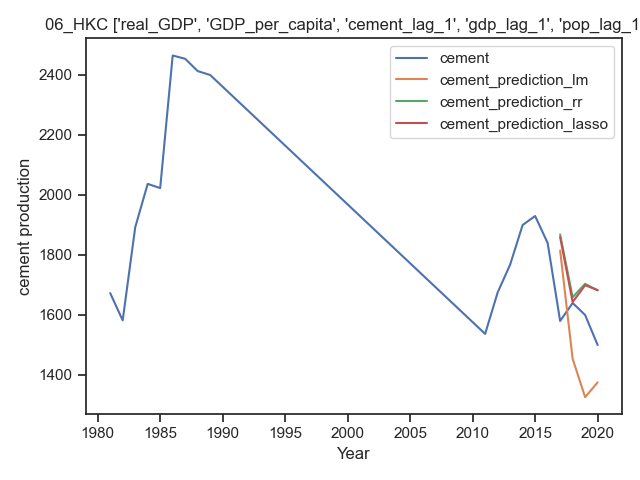 06_HKC ['real_GDP', 'GDP_per_capita', 'cement_lag_1', 'gdp_lag_1', 'pop_lag_1
cement
cement_prediction_lm
cement_prediction_rr
cement_prediction_lasso
2400
2200
2000
1800
1600
1400
cement production
1980 1985 1990 1995 2000 2005 2010 2015 2020
Year